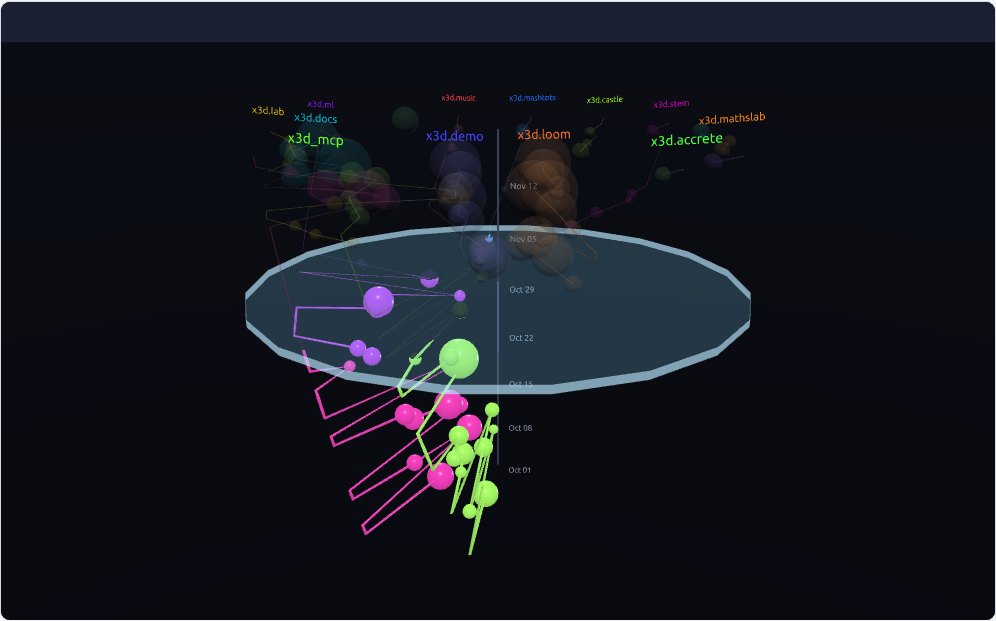 x3d.music
x3d.mashtots
x3d.castle
x3d.ml
x3d.stem
x3d.lab
x3d.docs
x3d.mathslab
x3d_mcp
x3d.demo
x3d.loom
x3d.accrete
Nov 12
Nov 05
Oct 29
Oct 22
Oct 15
Oct 08
Oct 01